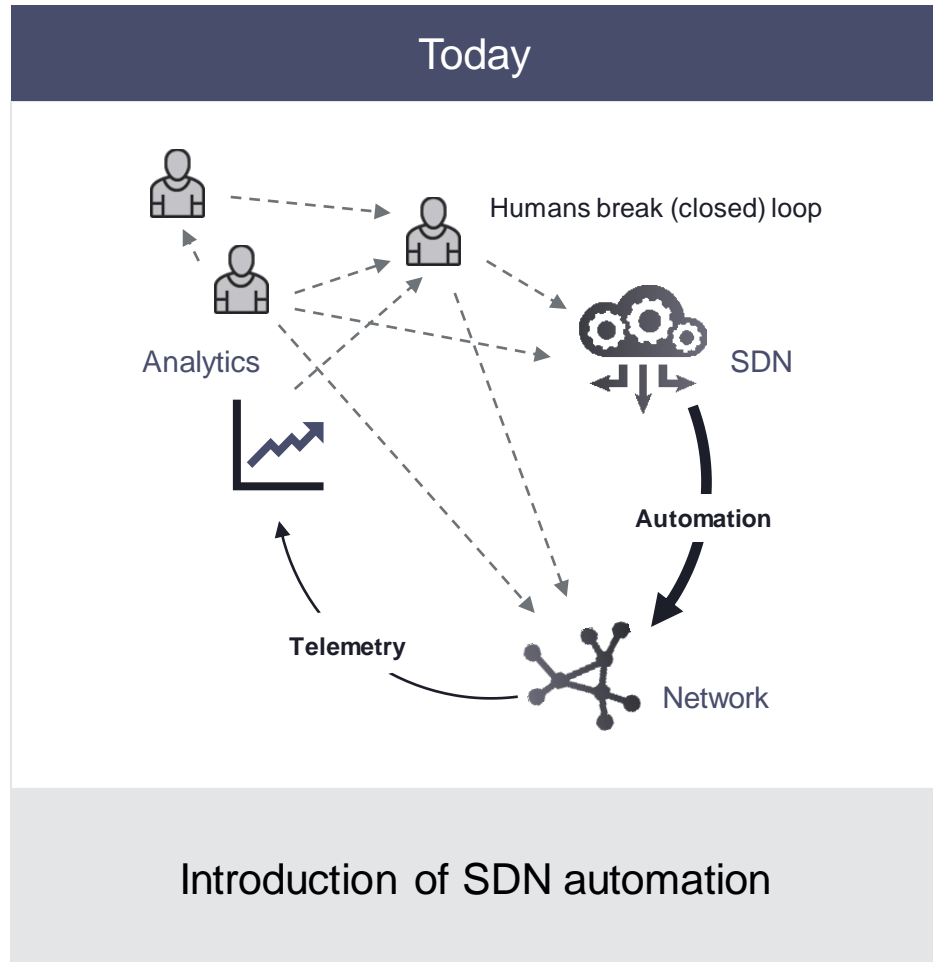 Today
Humans break (closed) loop
Analytics
SDN
Automation
Telemetry
Network
Introduction of SDN automation